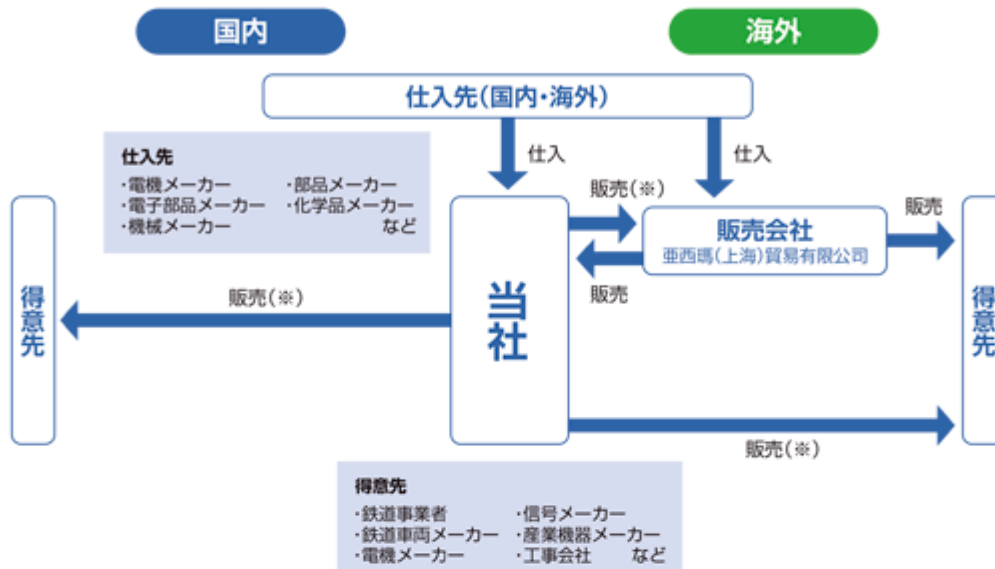 国内
海外
仕入先(国内・海外)
仕入
仕入
仕入先
・電機メーカー ・部品メーカー
・電子部品メーカー ・化学品メーカー
・機械メーカー など
販売(※)
販売
販売会社
亜西瑪(上海)貿易有限公司
販売
得意先
販売(※)
当社
得意先
販売(※)
得意先
・鉄道事業者 ・信号メーカー
・鉄道車両メーカー ・産業機器メーカー
・電機メーカー ・工事会社 など